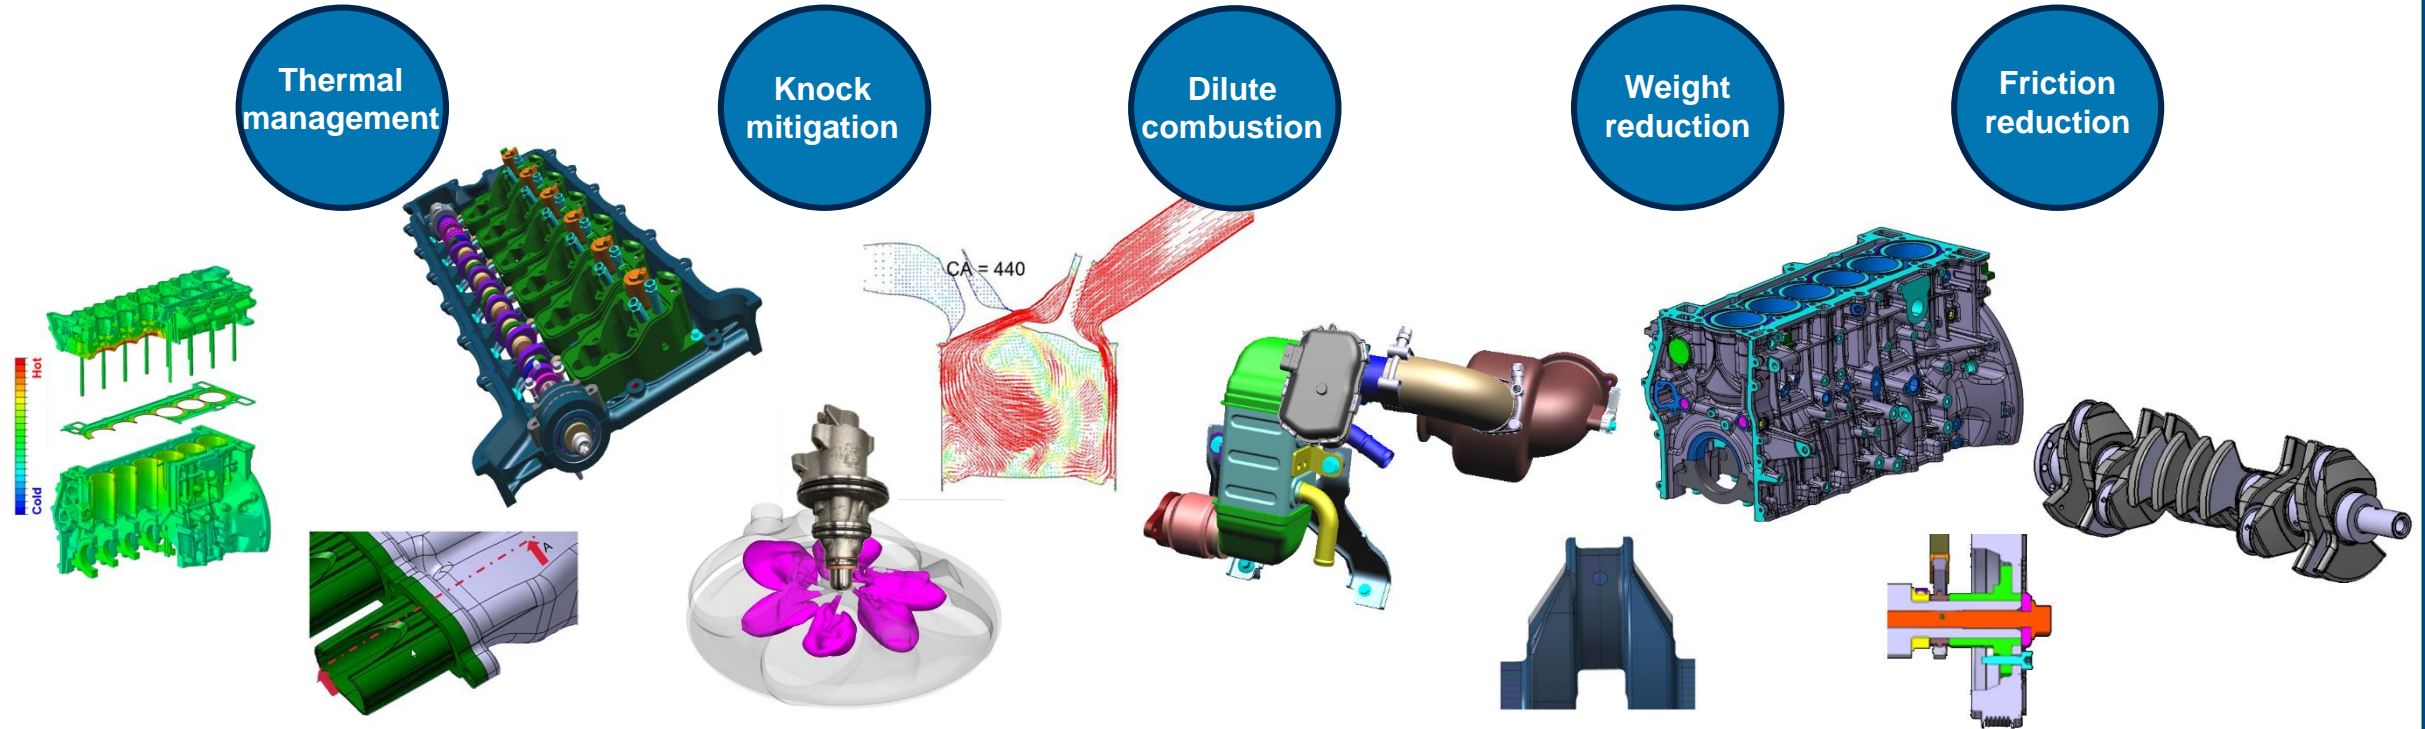 Thermal
management
Knock
mitigation
Dilute
combustion
Weight
reduction
Friction
reduction
CA = 440
Hot
Cold
A